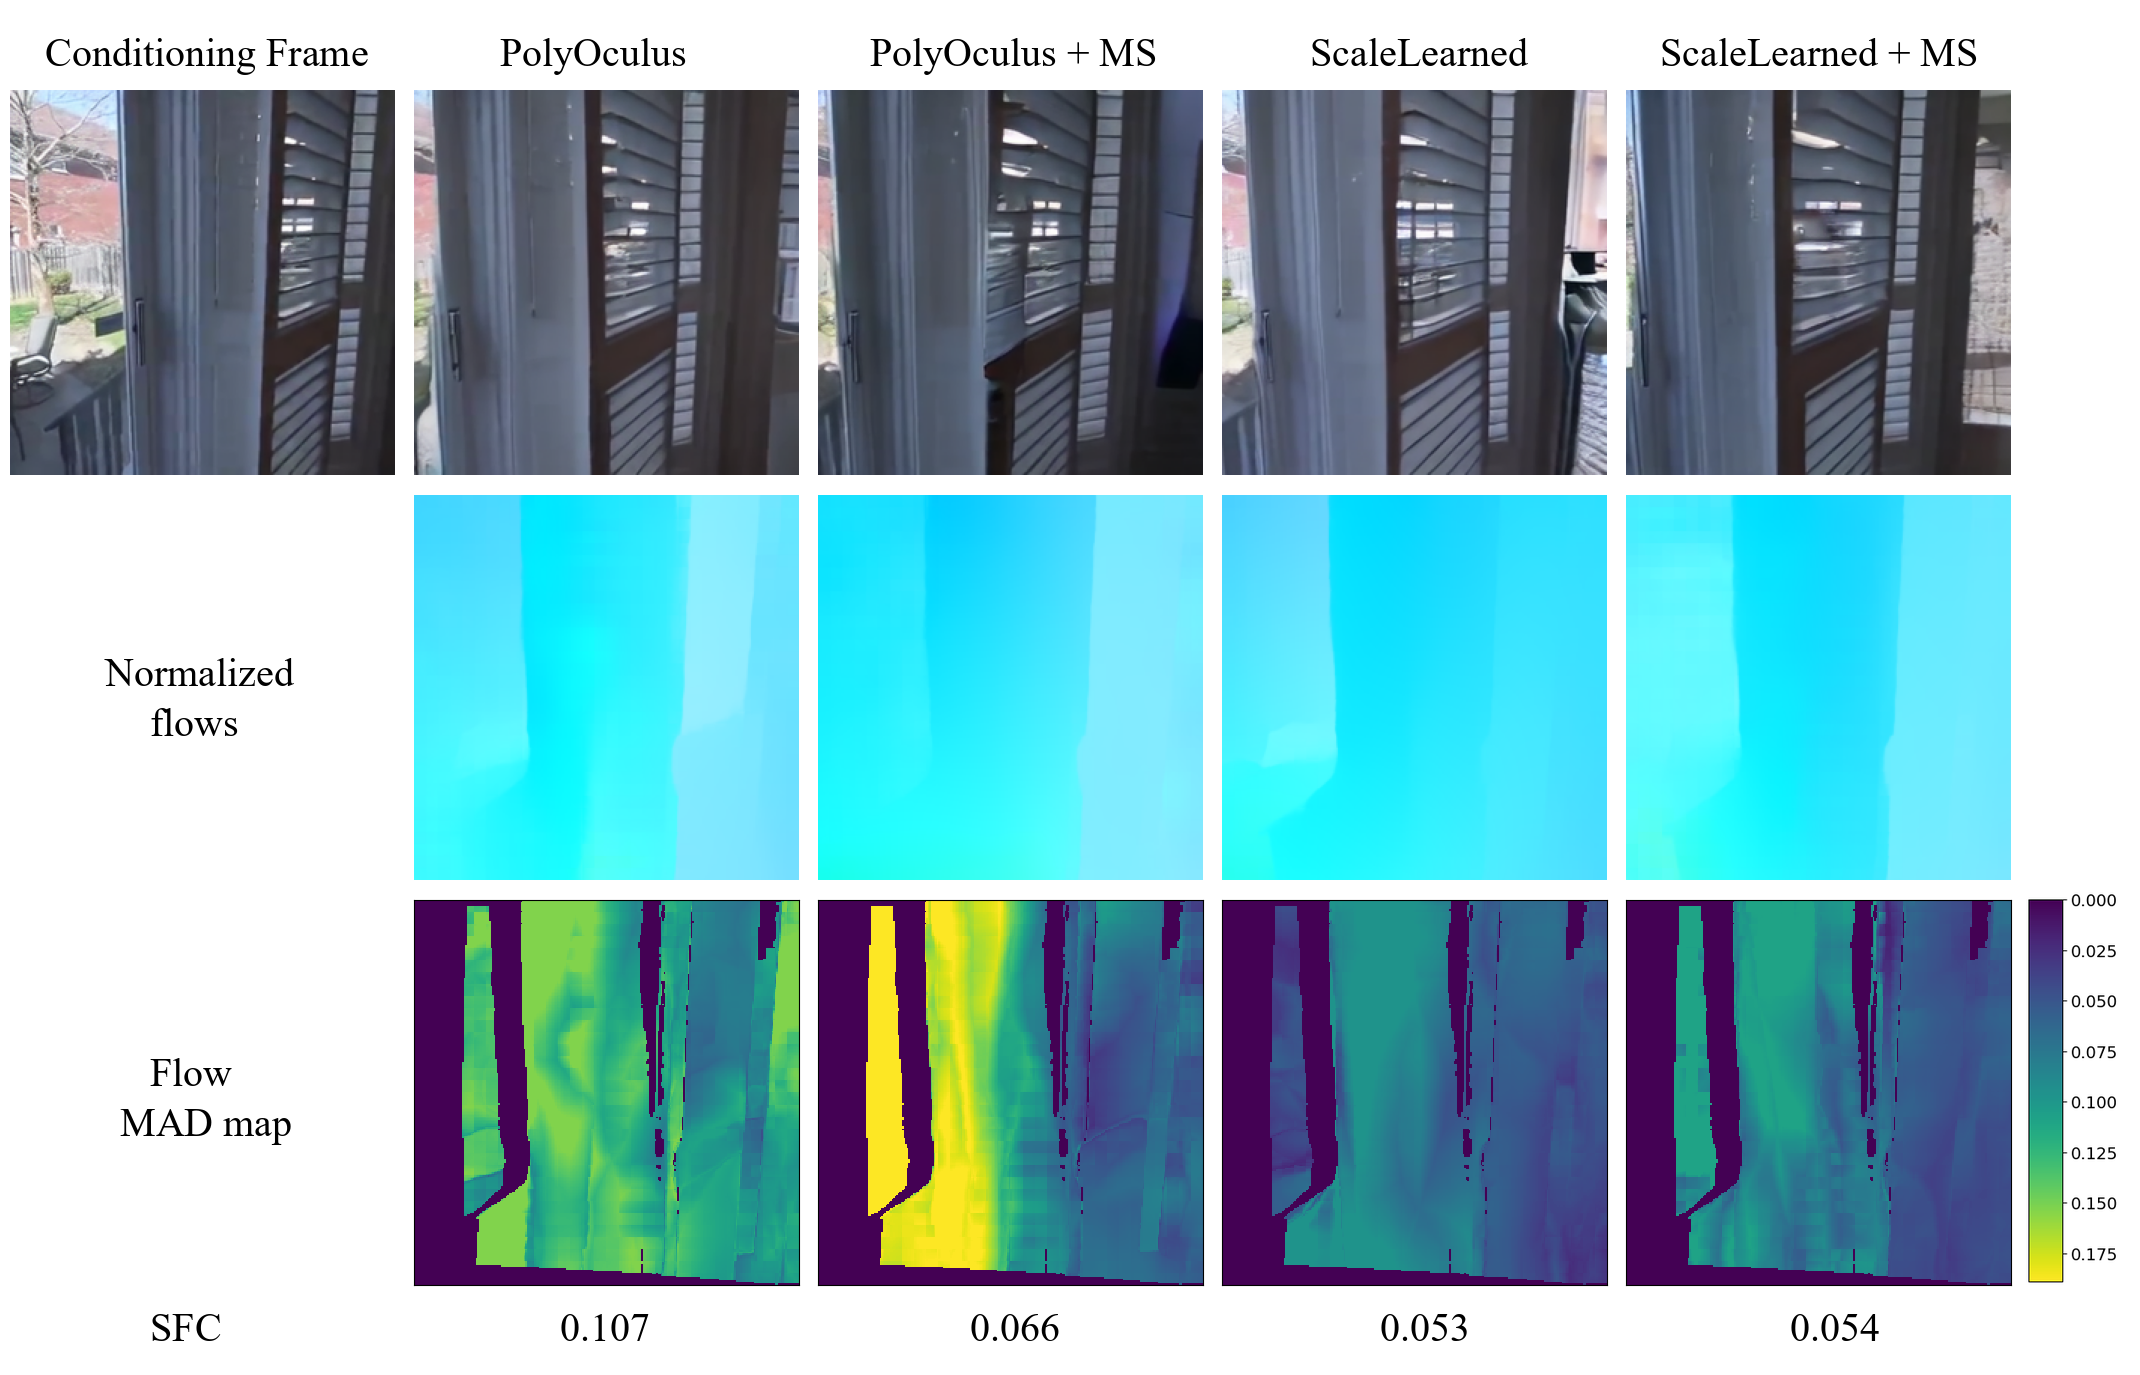 Conditioning Frame
PolyOculus
PolyOculus + MS
ScaleLearned
ScaleLearned + MS
Normalized
flows
Flow
MAD map
0.000
0.025
0.050
0.075
0.100
0.125
0.150
0.175
SFC
0.107
0.066
0.053
0.054